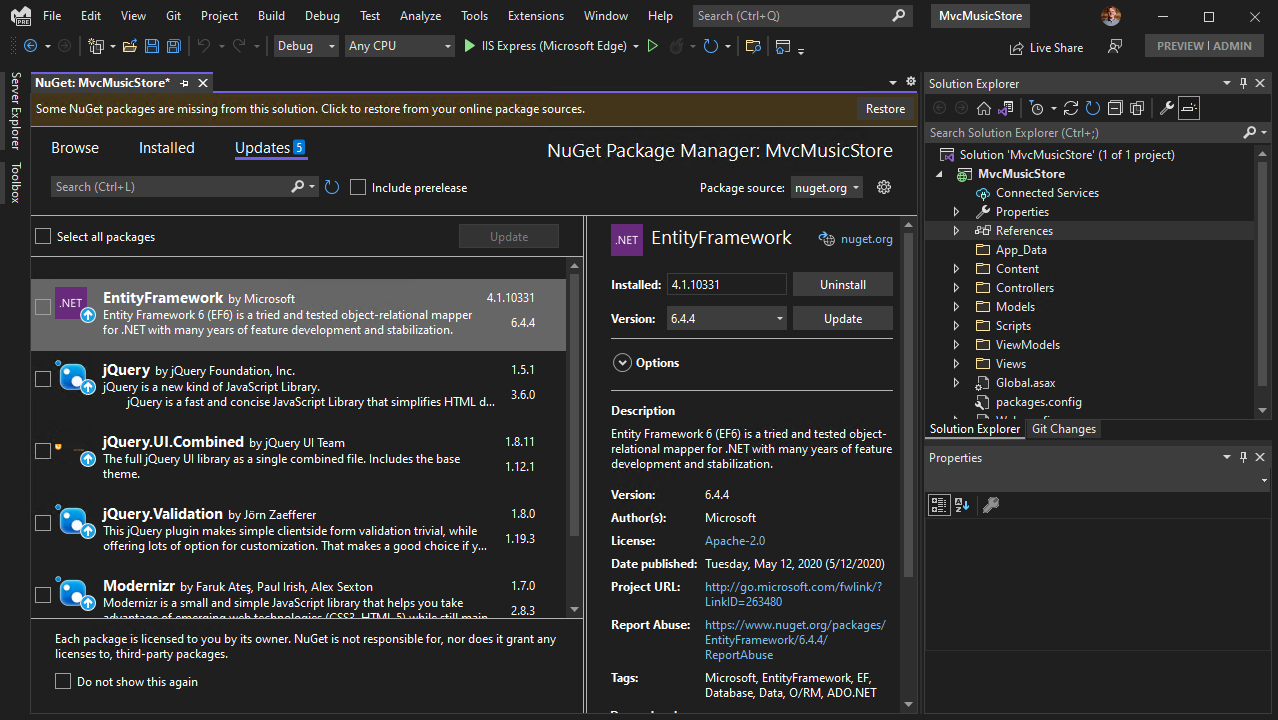 File Edit View Git Project Build Debug Test Analyze Tools Extensions Window Help Search (Ctrl+Q) MvcMusicStore
PRE
Debug Any CPU IIS Express (Microsoft Edge) Live Share PREVIEW | ADMIN
Server Explorer
Toolbox
NuGet: MvcMusicStore*
Some NuGet packages are missing from this solution. Click to restore from your online package sources. Restore
Browse Installed Updates 5
NuGet Package Manager: MvcMusicStore
Search (Ctrl+L) Include prerelease Package source: nuget.org
Select all packages Update
.NET
EntityFramework by Microsoft 4.1.10331
Entity Framework 6 (EF6) is a tried and tested object-relational mapper
for .NET with many years of feature development and stabilization.
6.4.4
jQuery by jQuery Foundation, Inc. 1.5.1
jQuery is a new kind of JavaScript Library.
jQuery is a fast and concise JavaScript Library that simplifies HTML d...
3.6.0
jQuery.UI.Combined by jQuery UI Team 1.8.11
The full jQuery UI library as a single combined file. Includes the base
theme.
1.12.1
jQuery.Validation by Jörn Zaefferer 1.8.0
This jQuery plugin makes simple clientside form validation trivial, while
offering lots of option for customization. That makes a good choice if y...
1.19.3
Modernizr by Faruk Ateş, Paul Irish, Alex Sexton 1.7.0
Modernizr is a small and simple JavaScript library that helps you take
advantage of emerging web technologies (CSS3, HTML 5) while still main
2.8.3
Each package is licensed to you by its owner. NuGet is not responsible for, nor does it grant any
licenses to, third-party packages.
Do not show this again
.NET EntityFramework nuget.org
Installed: 4.1.10331 Uninstall
Version: 6.4.4 Update
Options
Description
Entity Framework 6 (EF6) is a tried and tested object-
relational mapper for .NET with many years of feature
development and stabilization.
Version: 6.4.4
Author(s): Microsoft
License: Apache-2.0
Date published: Tuesday, May 12, 2020 (5/12/2020)
Project URL: http://go.microsoft.com/fwlink/?
LinkID=263480
Report Abuse: https://www.nuget.org/packages/
EntityFramework/6.4.4/
ReportAbuse
Tags: Microsoft, EntityFramework, EF,
Database, Data, O/RM, ADO.NET
Solution Explorer
Search Solution Explorer (Ctrl+;)
Solution 'MvcMusicStore' (1 of 1 project)
MvcMusicStore
Connected Services
Properties
References
App_Data
Content
Controllers
Models
Scripts
ViewModels
Views
Global.asax
packages.config
Solution Explorer Git Changes
Properties